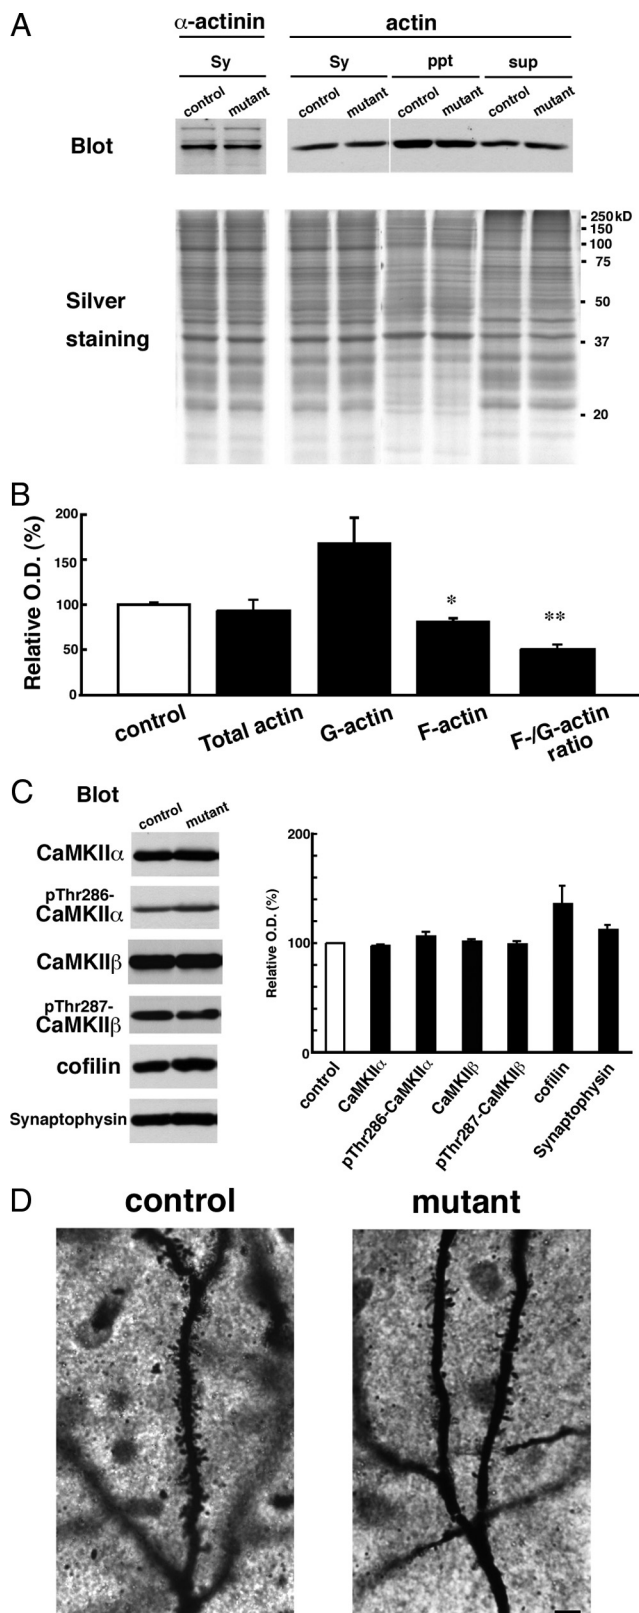 A
α-actinin
actin
Sy
Sy
ppt
sup
control
mutant
control
mutant
control
mutant
control
mutant
Blot
250kD
150
100
75
50
37
20
Silver
staining
B
Relative O.D. (%)
200
150
100
50
0
*
**
control
Total actin
G-actin
F-actin
F-/G-actin
ratio
C
Blot
control
mutant
CaMKIIα
pThr286-
CaMKIIα
CaMKIIβ
pThr287-
CaMKIIβ
cofilin
Synaptophysin
Relative O.D. (%)
200
100
0
control
CaMKIIα
pThr286-CaMKIIα
CaMKIIβ
pThr287-CaMKIIβ
cofilin
Synaptophysin
D
control
mutant